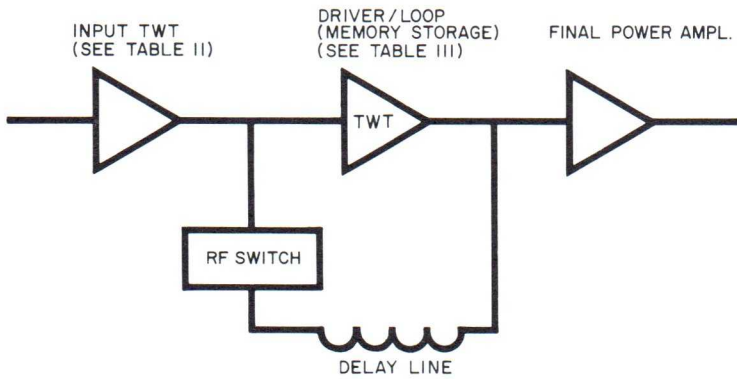 INPUT TWT
(SEE TABLE II)
DRIVER/LOOP
(MEMORY STORAGE)
(SEE TABLE III)
FINAL POWER AMPL.
TWT
RF SWITCH
DELAY LINE